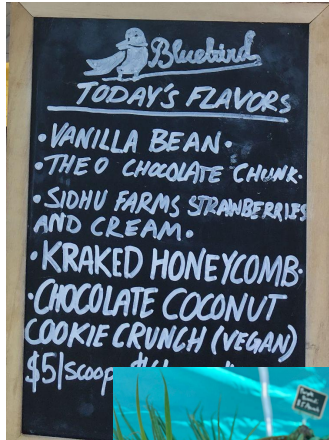 Bluebird
TODAY'S FLAVORS
• VANILLA BEAN •
• THEO CHOCOLATE CHUNK •
• SIDHU FARMS STRAWBERRIES
AND CREAM •
• KRAKED HONEYCOMB •
• CHOCOLATE COCONUT
COOKIE CRUNCH (VEGAN)
$5/scoop